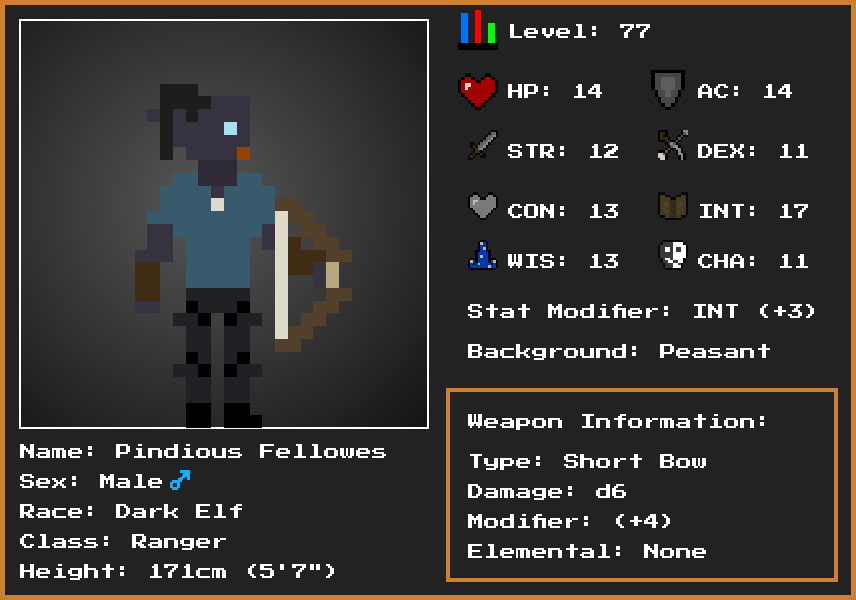 Level: 77
HP: 14 AC: 14
STR: 12 DEX: 11
CON: 13 INT: 17
WIS: 13 CHA: 11
Stat Modifier: INT (+3)
Background: Peasant
Weapon Information:
Type: Short Bow
Damage: d6
Modifier: (+4)
Elemental: None
Name: Pindious Fellowes
Sex: Male ♂
Race: Dark Elf
Class: Ranger
Height: 171cm (5'7")